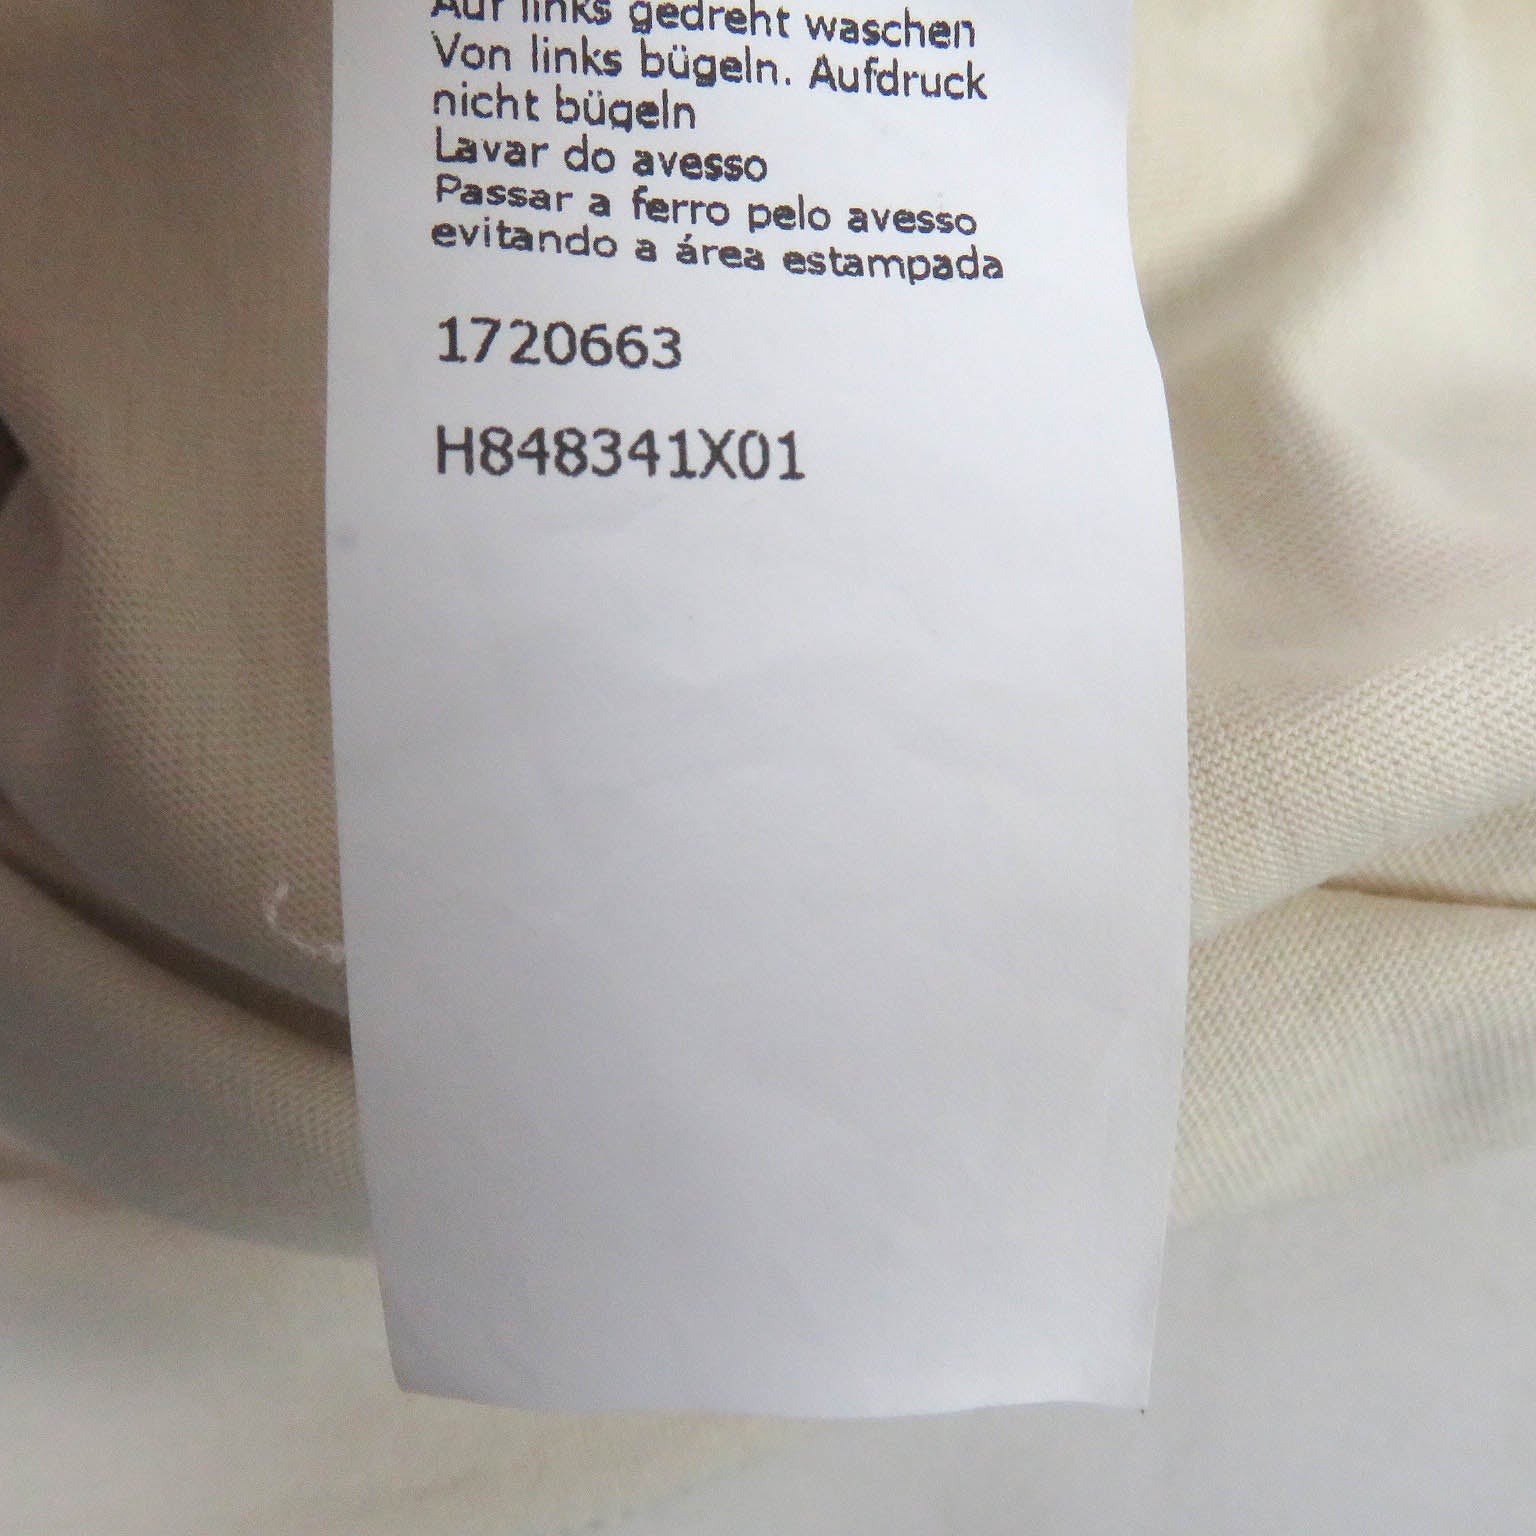 Auf links gedreht waschen
Von links bügeln. Aufdruck
nicht bügeln
Lavar do avesso
Passar a ferro pelo avesso
evitando a área estampada
1720663
H848341X01